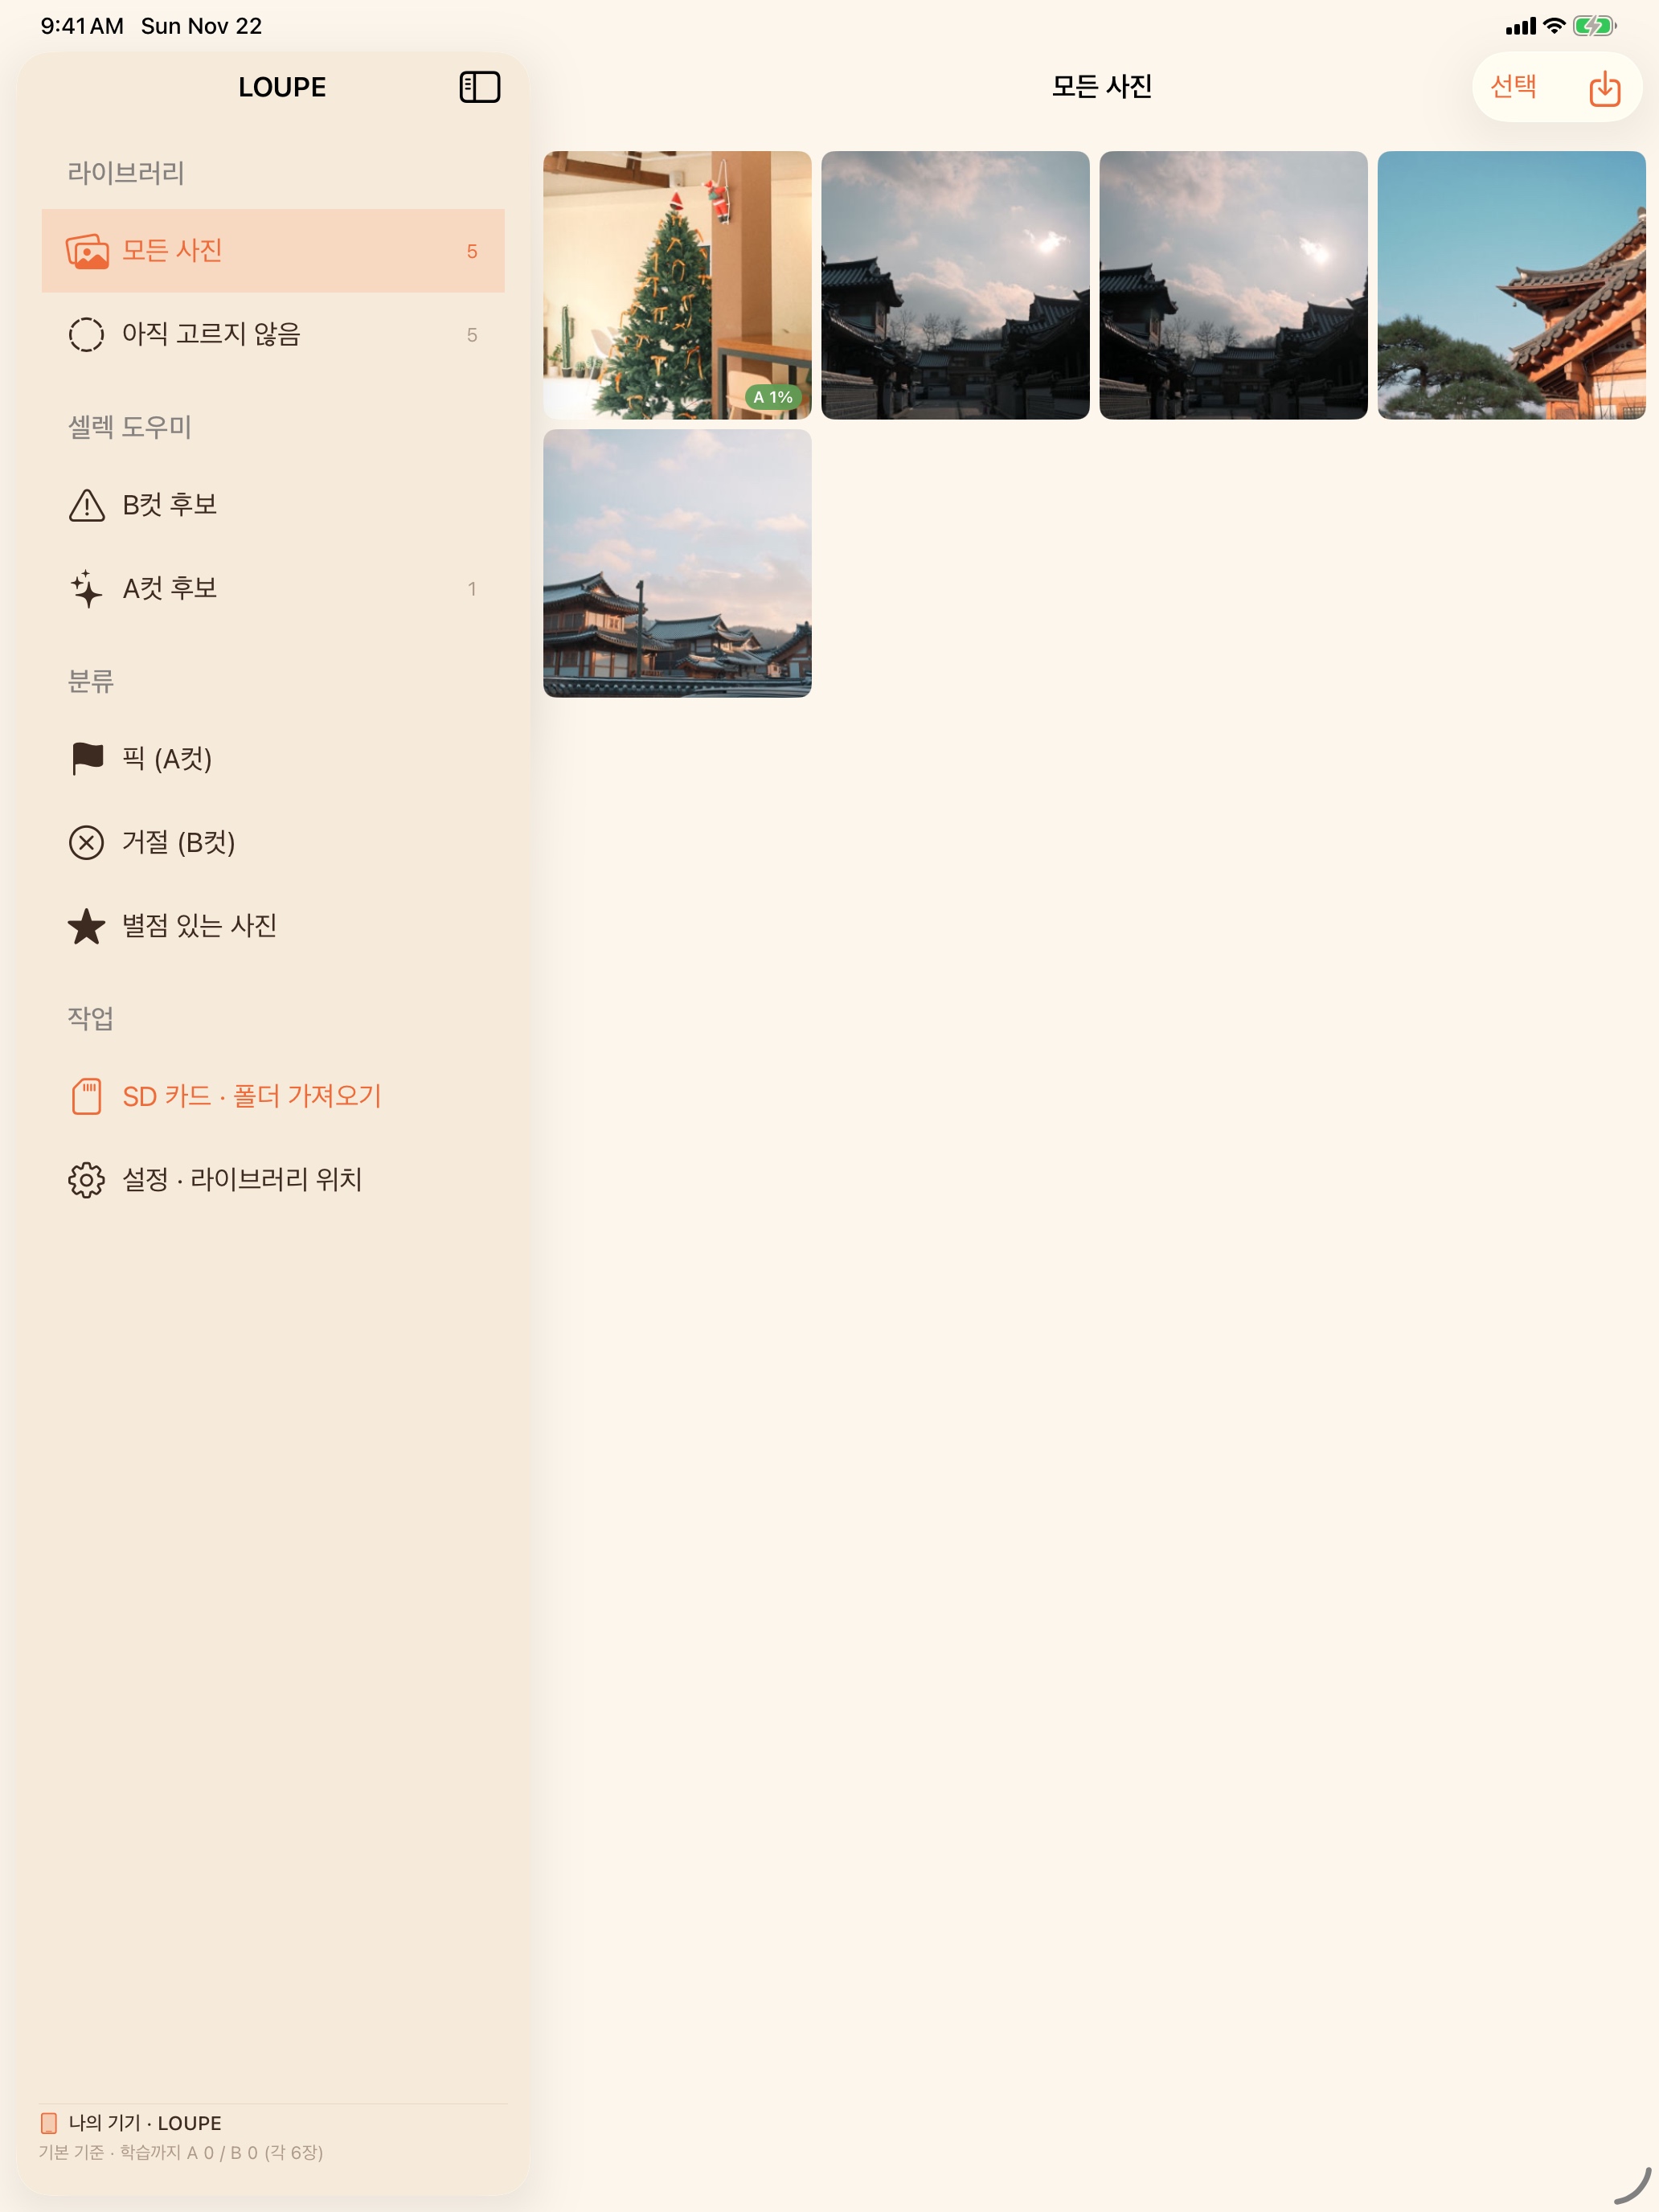 9:41 AM Sun Nov 22
LOUPE
라이브러리
모든 사진 5
아직 고르지 않음 5
셀렉 도우미
B컷 후보
A컷 후보 1
분류
픽 (A컷)
거절 (B컷)
별점 있는 사진
작업
SD 카드 · 폴더 가져오기
설정 · 라이브러리 위치
나의 기기 · LOUPE
기본 기준 · 학습까지 A 0 / B 0 (각 6장)
모든 사진
선택
A 1%